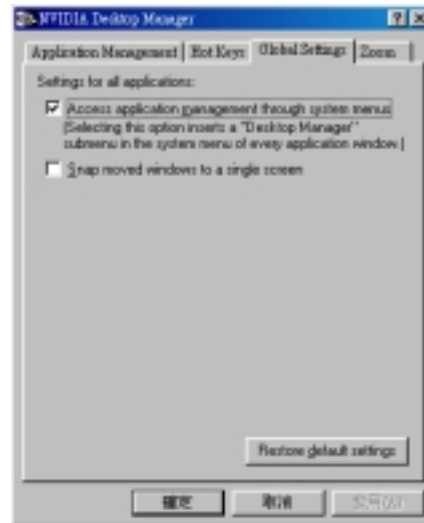 NVIDIA Desktop Manager
Application Management Hot Keys Global Settings Zoom
Settings for all applications:
Access application management through system menus
(Selecting this option inserts a "Desktop Manager"
submenu in the system menu of every application window.)
Snap moved windows to a single screen
Restore default settings
確定 取消 套用(A)